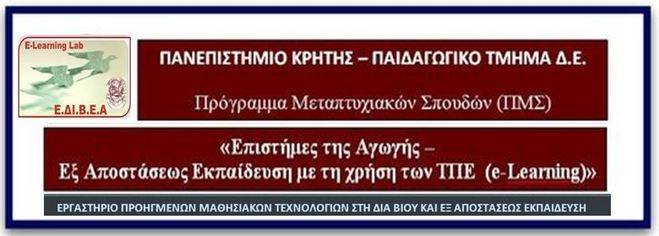 E-Learning Lab
Ε.ΔΙ.Β.Ε.Α
ΠΑΝΕΠΙΣΤΗΜΙΟ ΚΡΗΤΗΣ – ΠΑΙΔΑΓΩΓΙΚΟ ΤΜΗΜΑ Δ.Ε.
Πρόγραμμα Μεταπτυχιακών Σπουδών (ΠΜΣ)
«Επιστήμες της Αγωγής –
Εξ Αποστάσεως Εκπαίδευση με τη χρήση των ΤΠΕ (e-Learning)»
ΕΡΓΑΣΤΗΡΙΟ ΠΡΟΗΓΜΕΝΩΝ ΜΑΘΗΣΙΑΚΩΝ ΤΕΧΝΟΛΟΓΙΩΝ ΣΤΗ ΔΙΑ ΒΙΟΥ ΚΑΙ ΕΞ ΑΠΟΣΤΑΣΕΩΣ ΕΚΠΑΙΔΕΥΣΗ